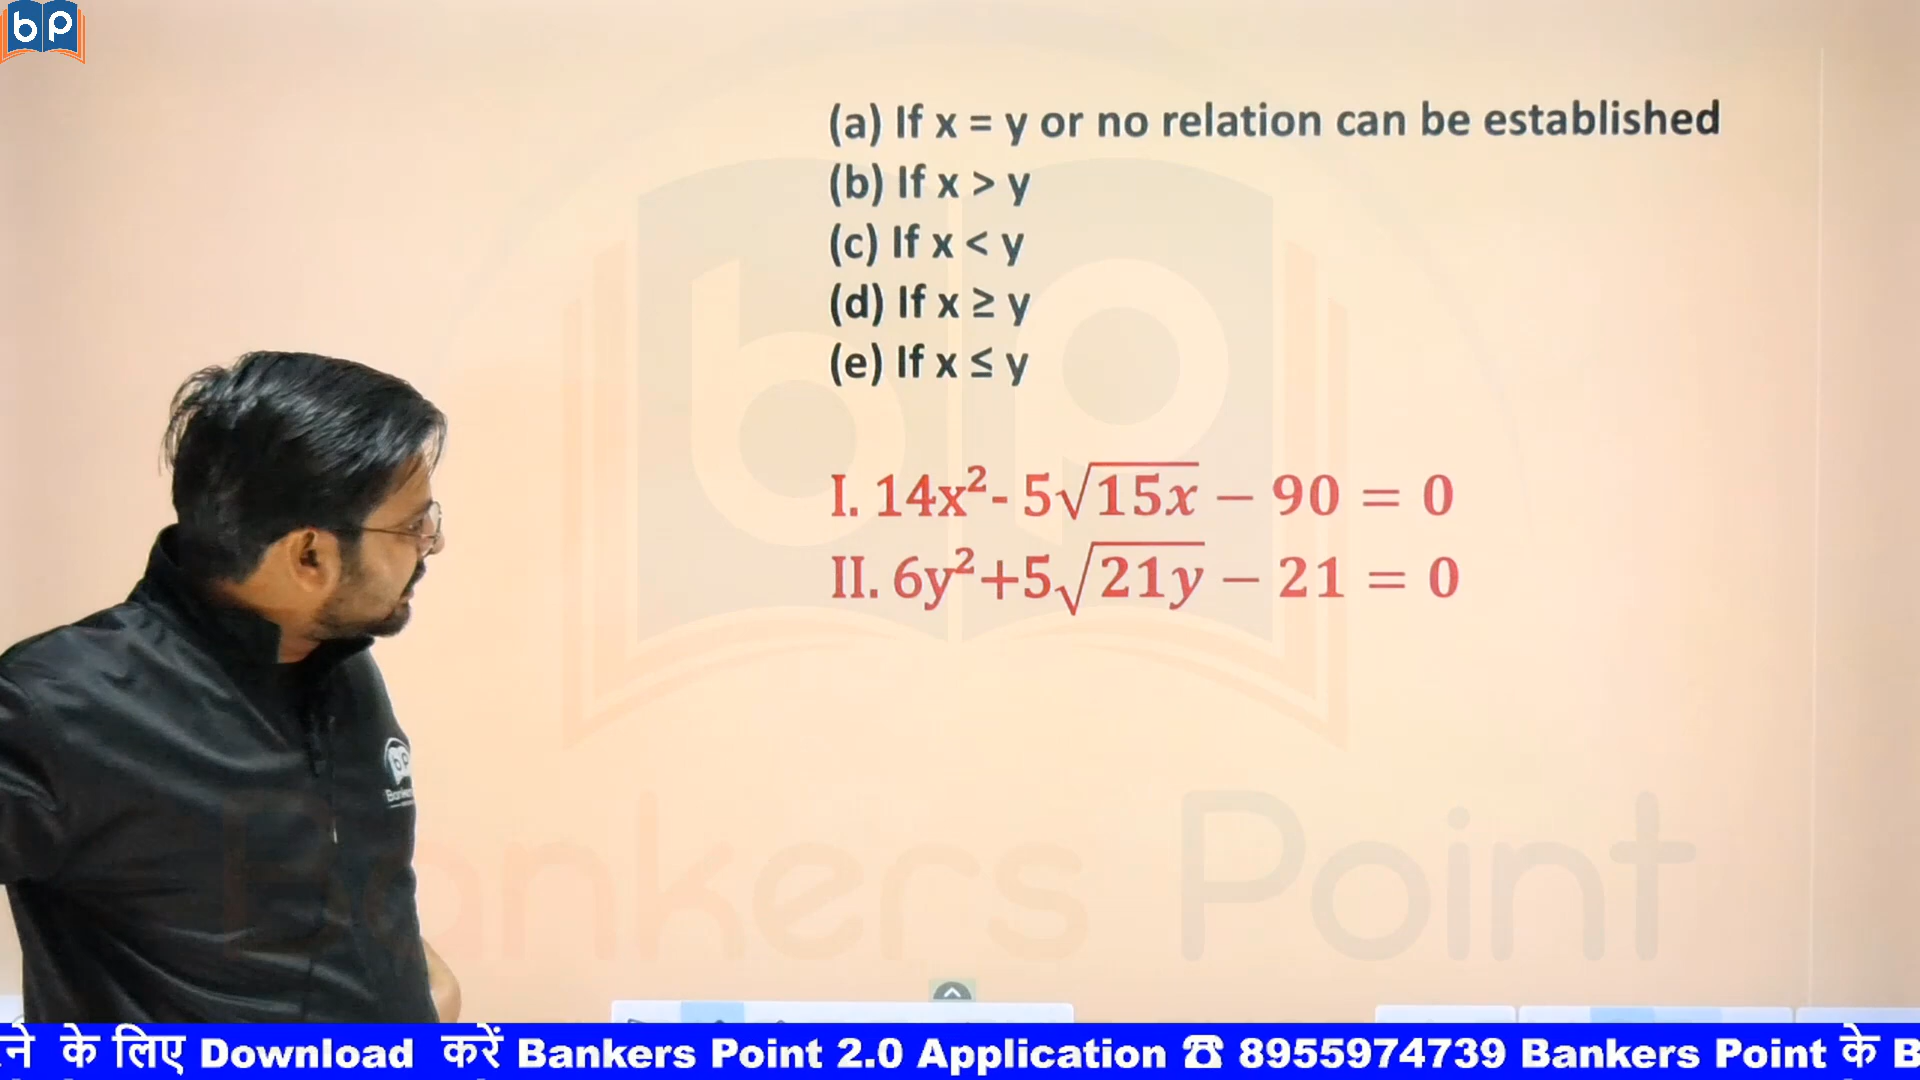 bp
(a) If x = y or no relation can be established
(b) If x > y
(c) If x < y
(d) If x ≥ y
(e) If x ≤ y
I. 14x²- 5√15x − 90 = 0
II. 6y²+5√21y − 21 = 0
bp
Bankers Point
ने के लिए Download करें Bankers Point 2.0 Application ☎ 8955974739 Bankers Point के B